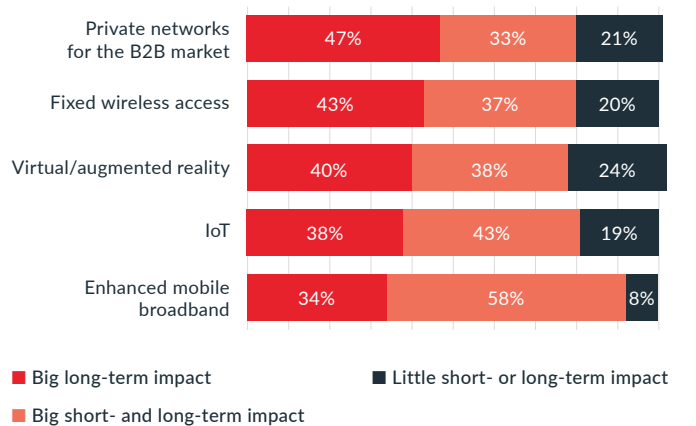 Private networks
for the B2B market
47% 33% 21%
Fixed wireless access
43% 37% 20%
Virtual/augmented reality
40% 38% 24%
IoT
38% 43% 19%
Enhanced mobile
broadband
34% 58% 8%
Big long-term impact
Little short- or long-term impact
Big short- and long-term impact